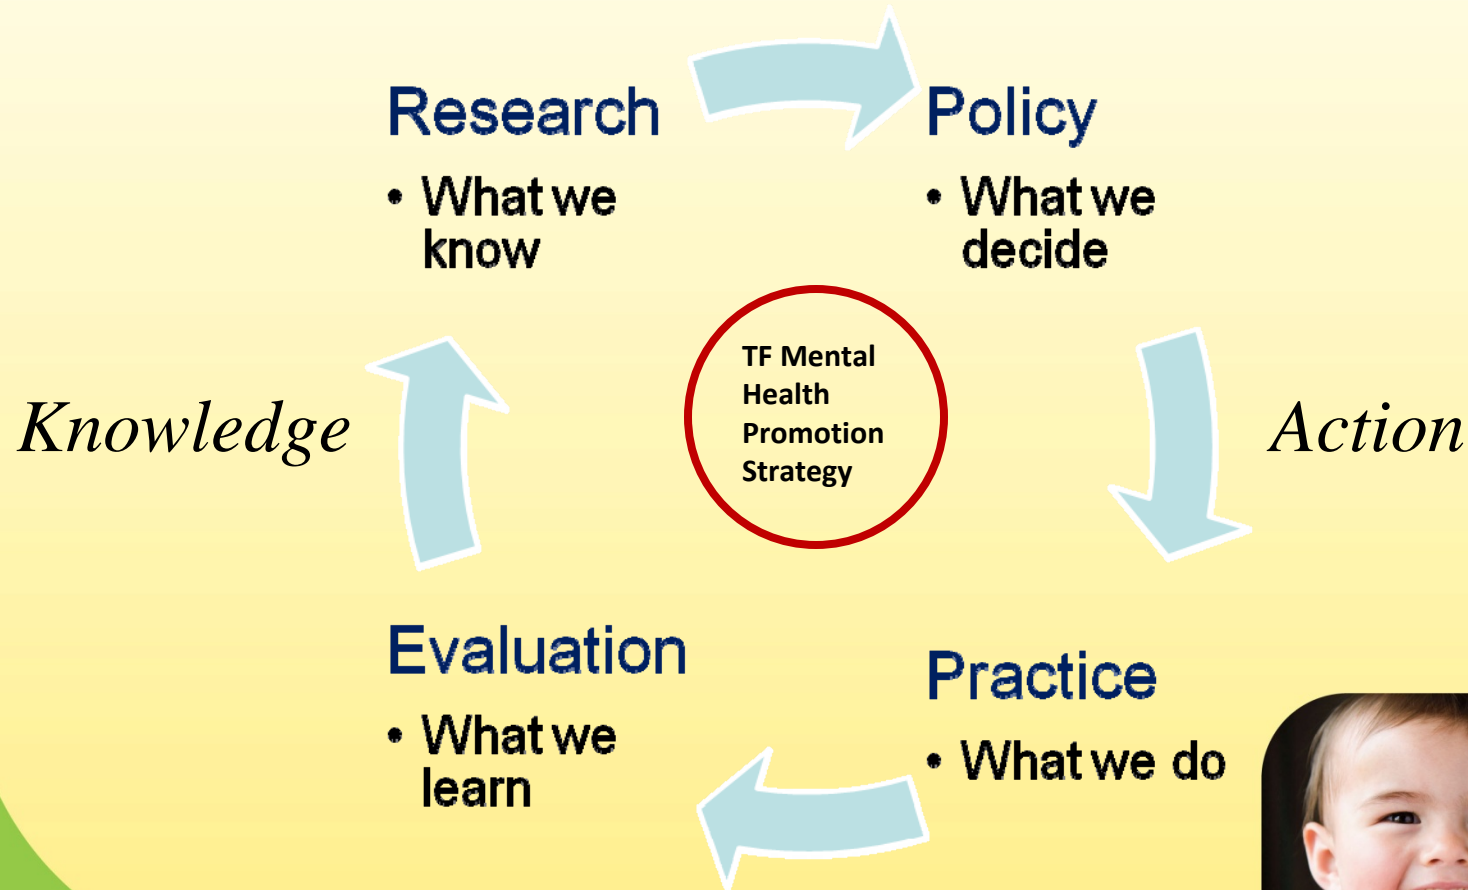 Research
• What we
know
Policy
• What we
decide
TF Mental
Health
Promotion
Strategy
Knowledge
Action
Evaluation
• What we
learn
Practice
• What we do